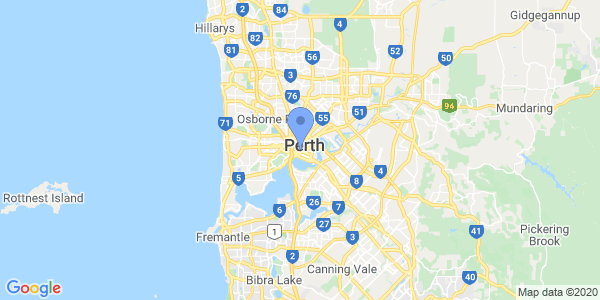 Hillarys
2
84
4
Gidgegannup
82
81
56
52
50
3
76
94
Mundaring
Osborne P
55
51
71
Perth
5
8
4
Rottnest Island
26
7
6
27
41
Fremantle
1
3
Pickering
Brook
2
Canning Vale
40
Bibra Lake
Google
Map data ©2020